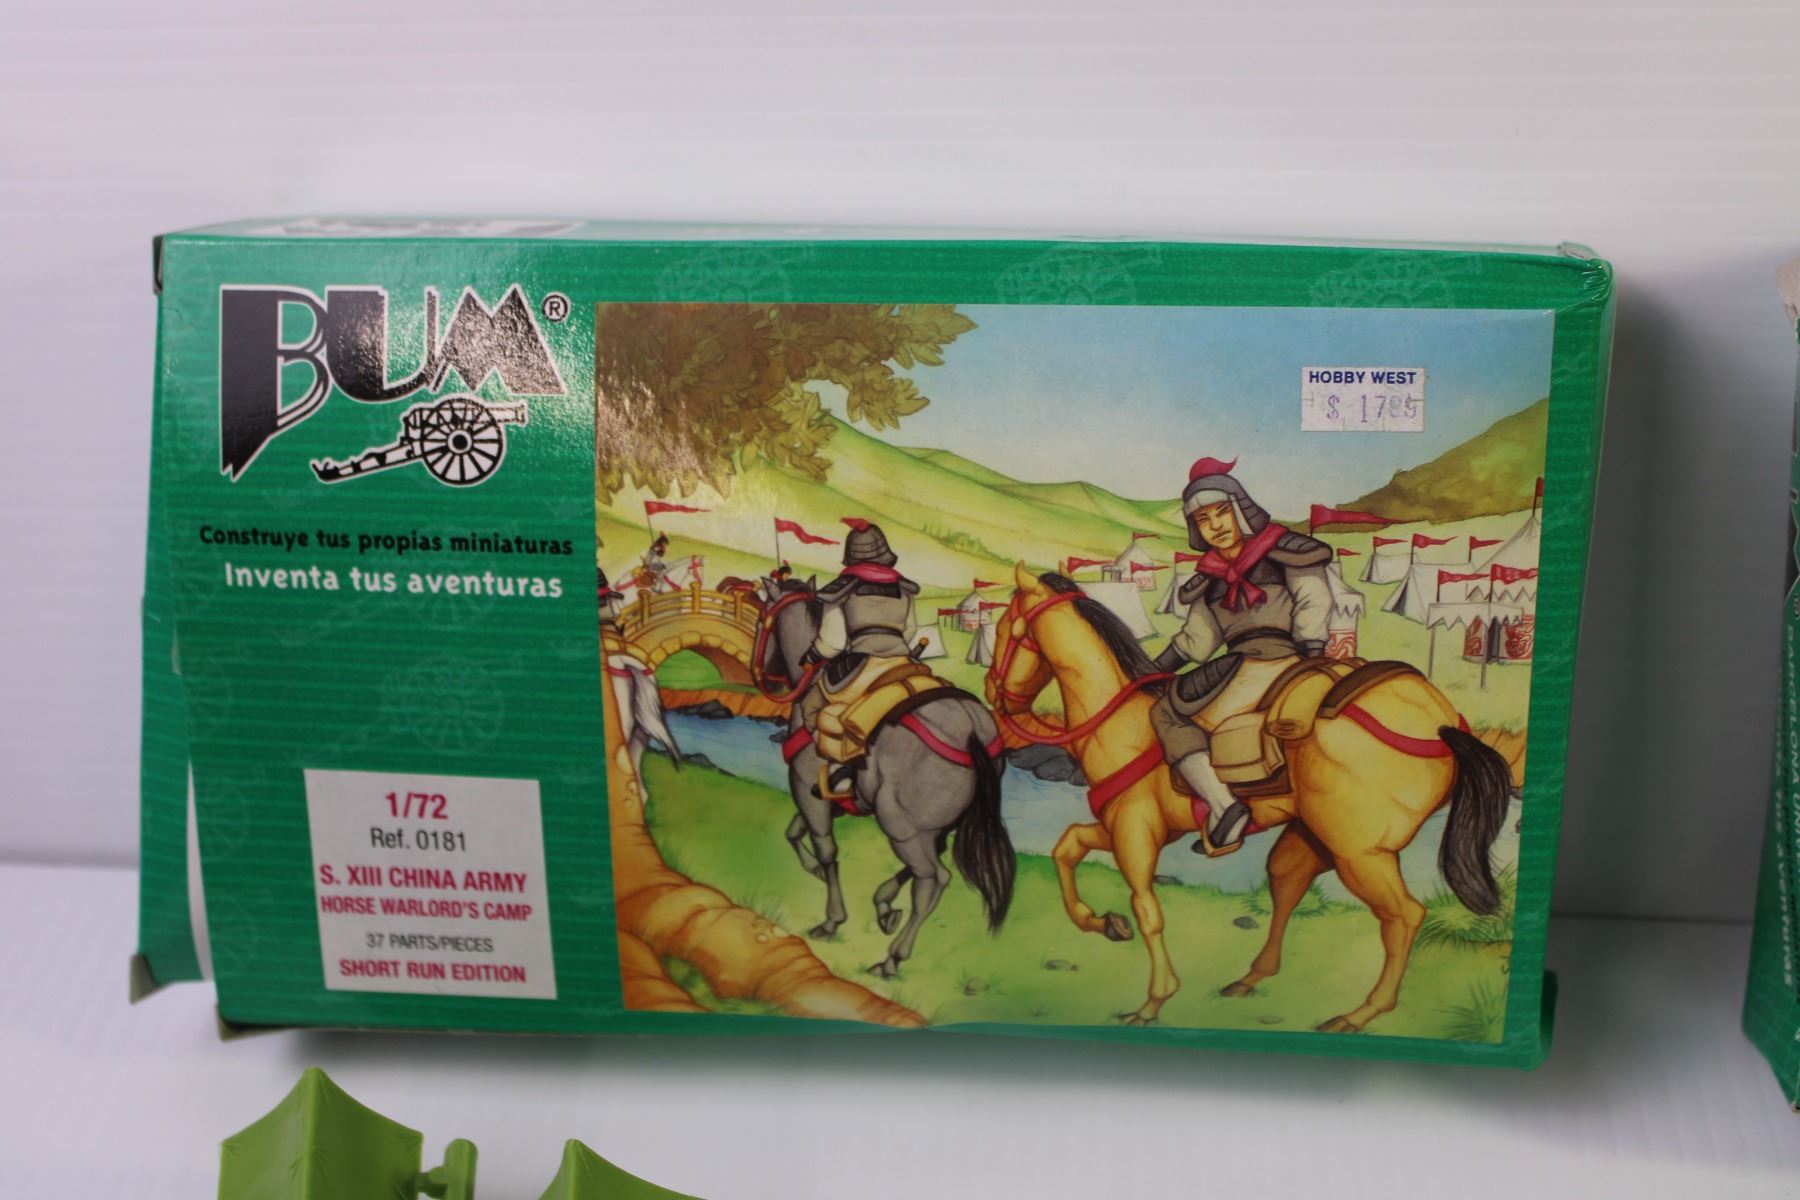 BUM®
Construye tus propias miniaturas
Inventa tus aventuras
1/72
Ref. 0181
S. XIII CHINA ARMY
HORSE WARLORD'S CAMP
37 PARTS/PIECES
SHORT RUN EDITION
HOBBY WEST
$ 1799